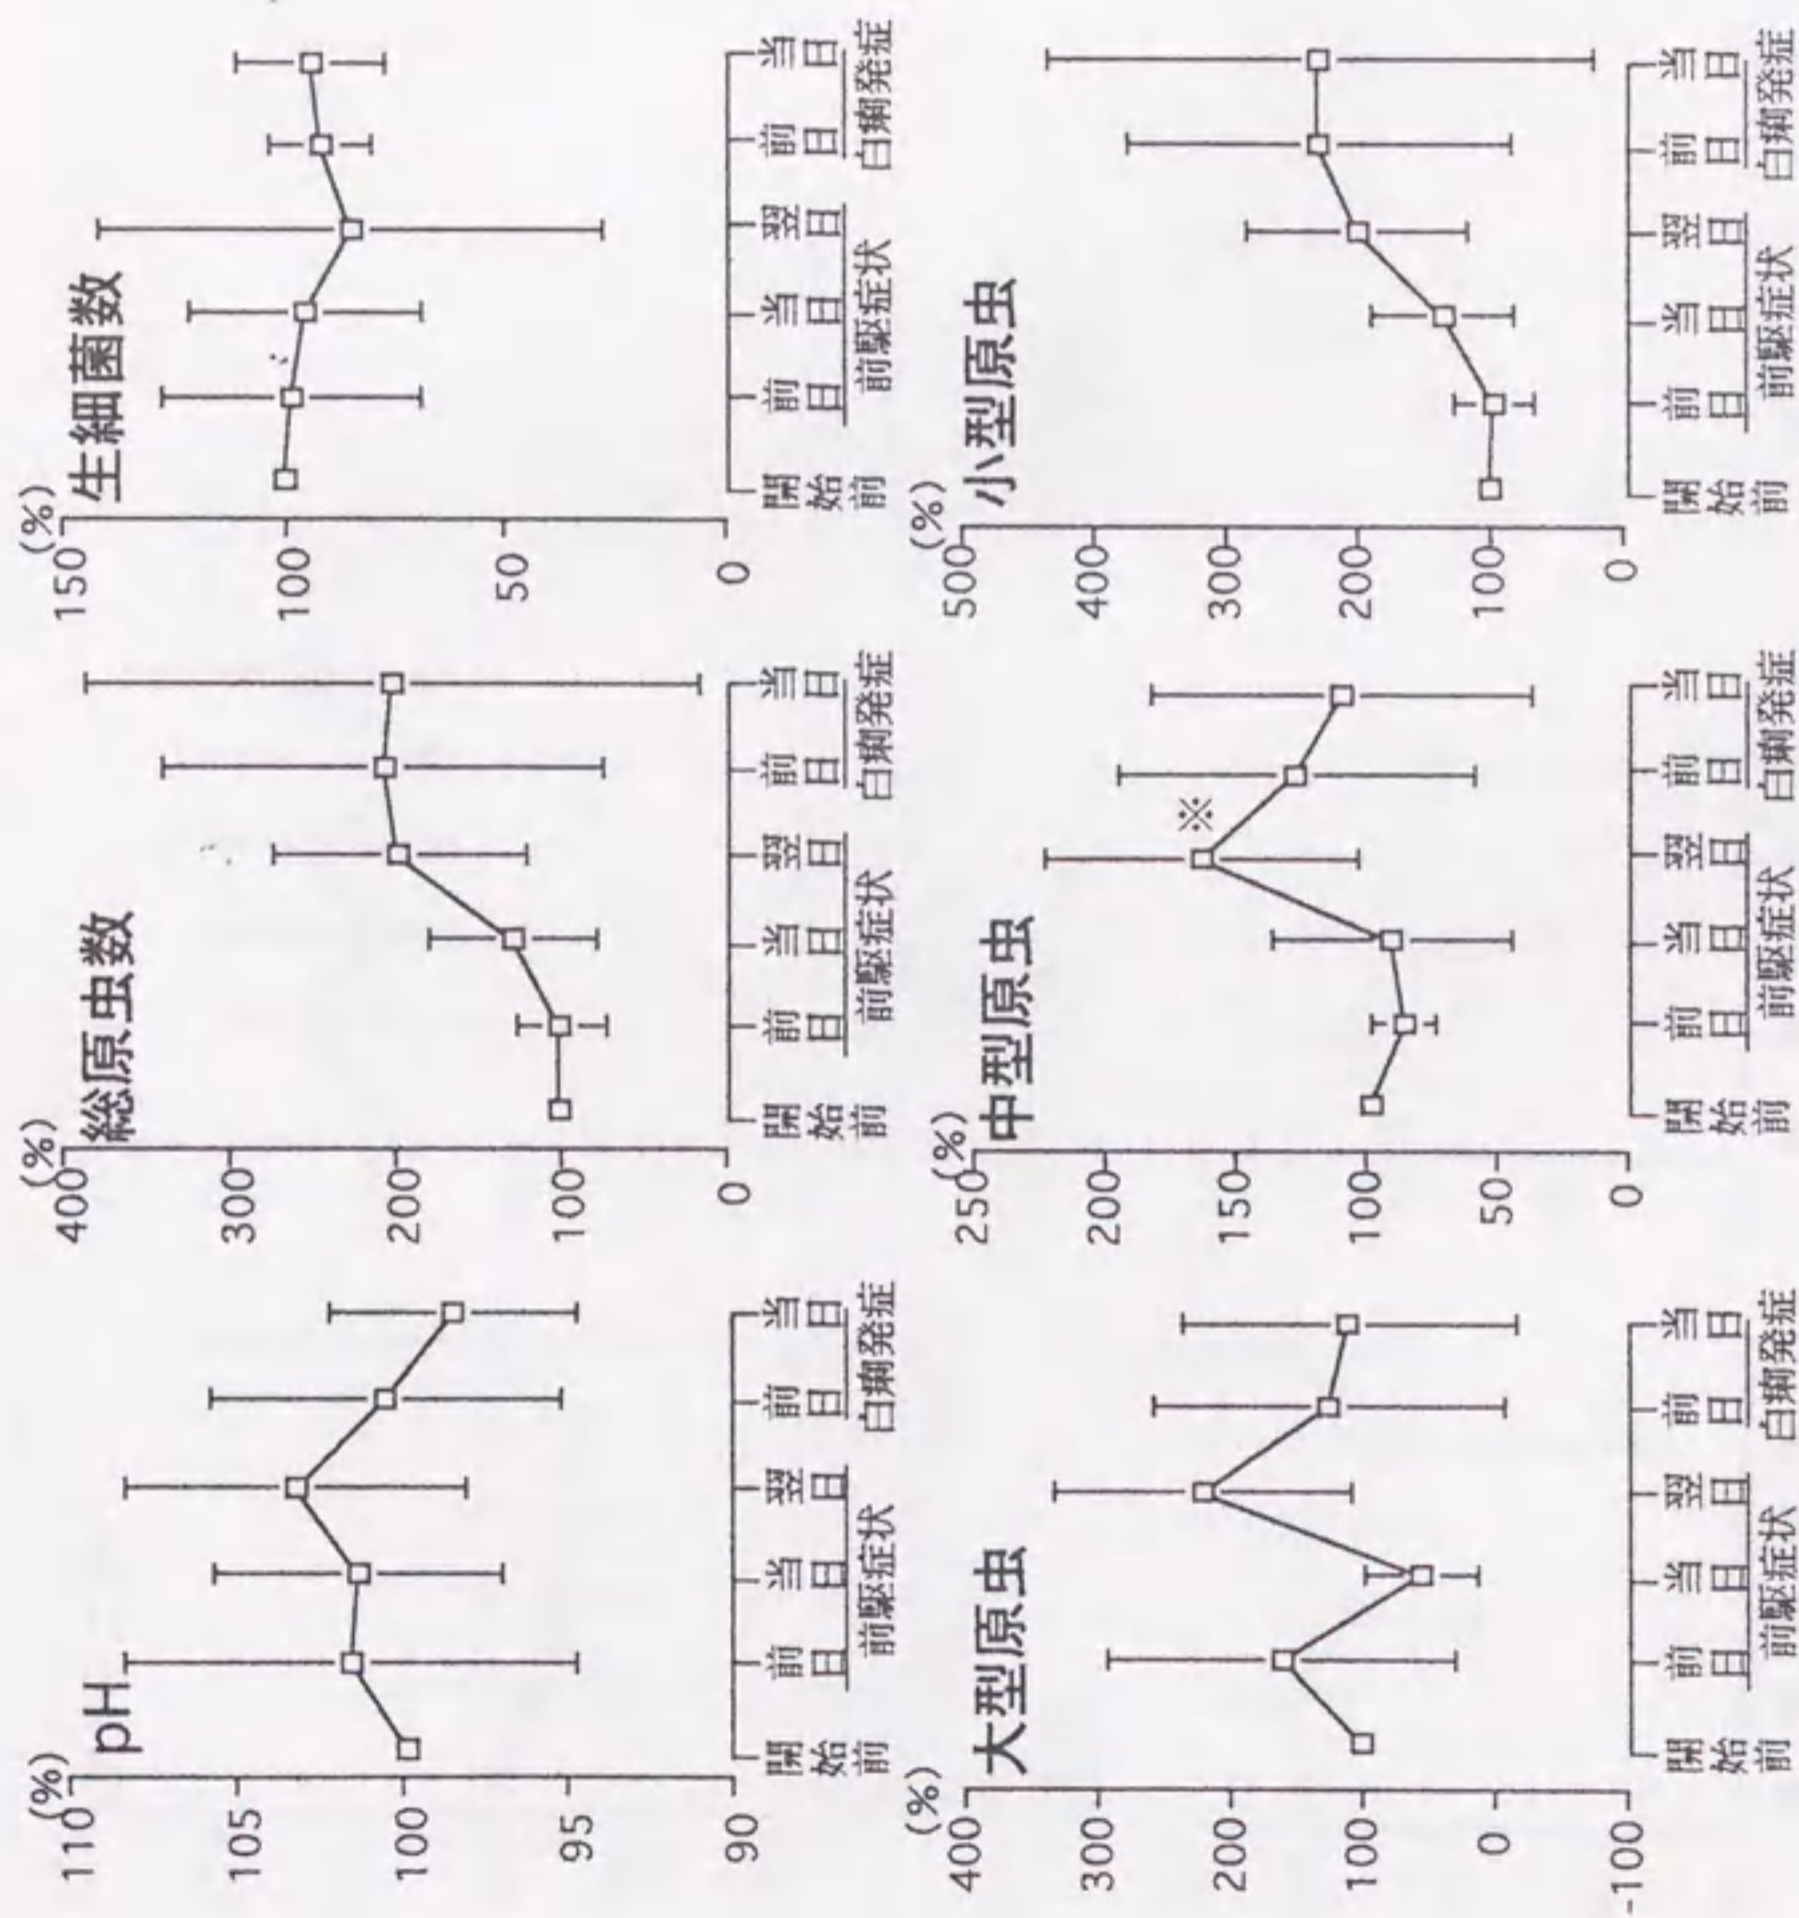 (%)
pH
110
105
100
95
90
開始前
前日
当日
翌日
前駆症状
前日
当日
白痢発症
(%)
総原虫数
400
300
200
100
0
開始前
前日
当日
翌日
前駆症状
前日
当日
白痢発症
(%)
生細菌数
150
100
50
0
開始前
前日
当日
翌日
前駆症状
前日
当日
白痢発症
(%)
大型原虫
400
300
200
100
0
-100
開始前
前日
当日
翌日
前駆症状
前日
当日
白痢発症
(%)
中型原虫
250
200
150
100
50
0
※
開始前
前日
当日
翌日
前駆症状
前日
当日
白痢発症
(%)
小型原虫
500
400
300
200
100
0
開始前
前日
当日
翌日
前駆症状
前日
当日
白痢発症